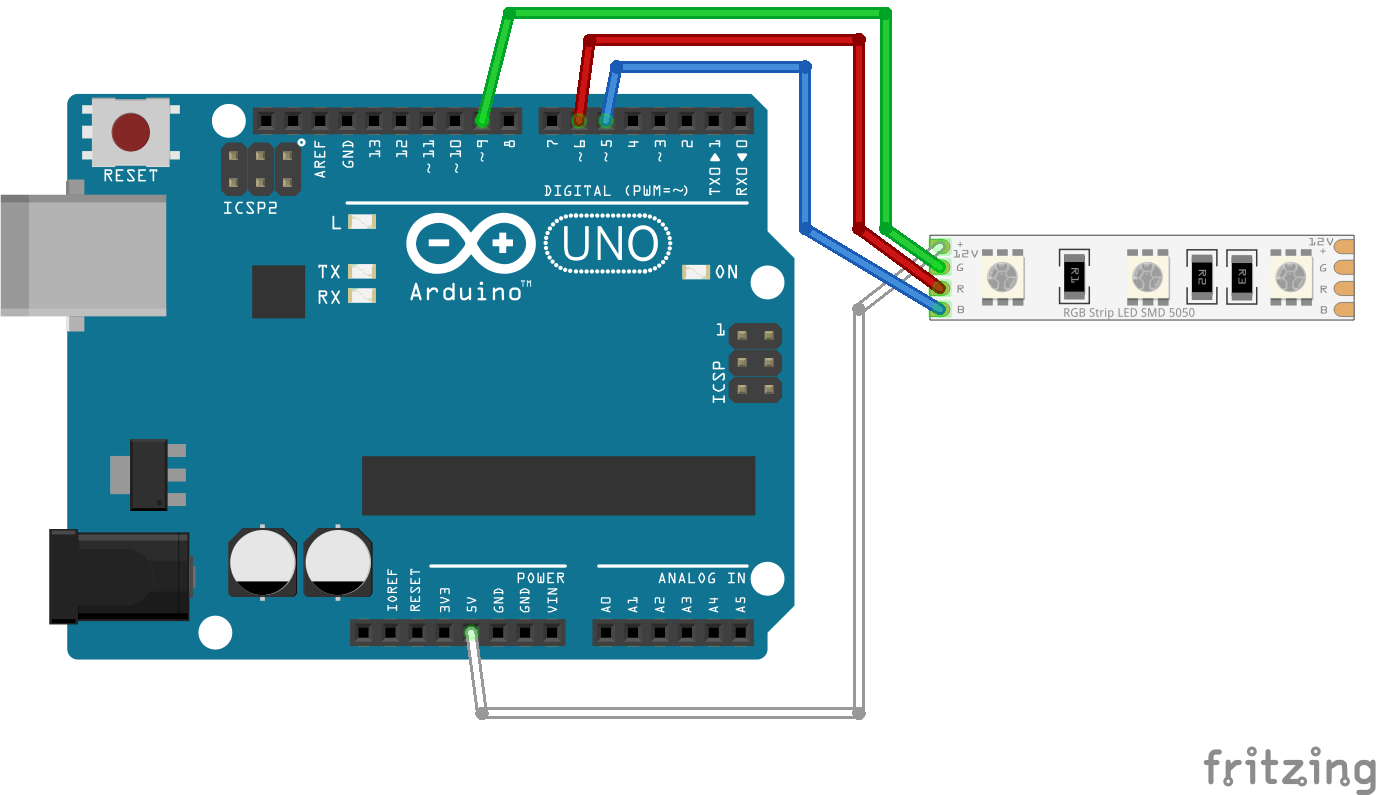 RESET
ICSP2
AREF
GND
13
12
~11
~10
~9
8
7
~6
~5
4
~3
2
TX0▶1
RX0◀0
DIGITAL (PWM=~)
L
TX
RX
UNO
Arduino™
ON
1
ICSP
+
12V
G
R
B
R1
R2
R3
RGB Strip LED SMD 5050
12V
+
G
R
B
POWER
ANALOG IN
IOREF
RESET
3V3
5V
GND
GND
VIN
A0
A1
A2
A3
A4
A5
fritzing